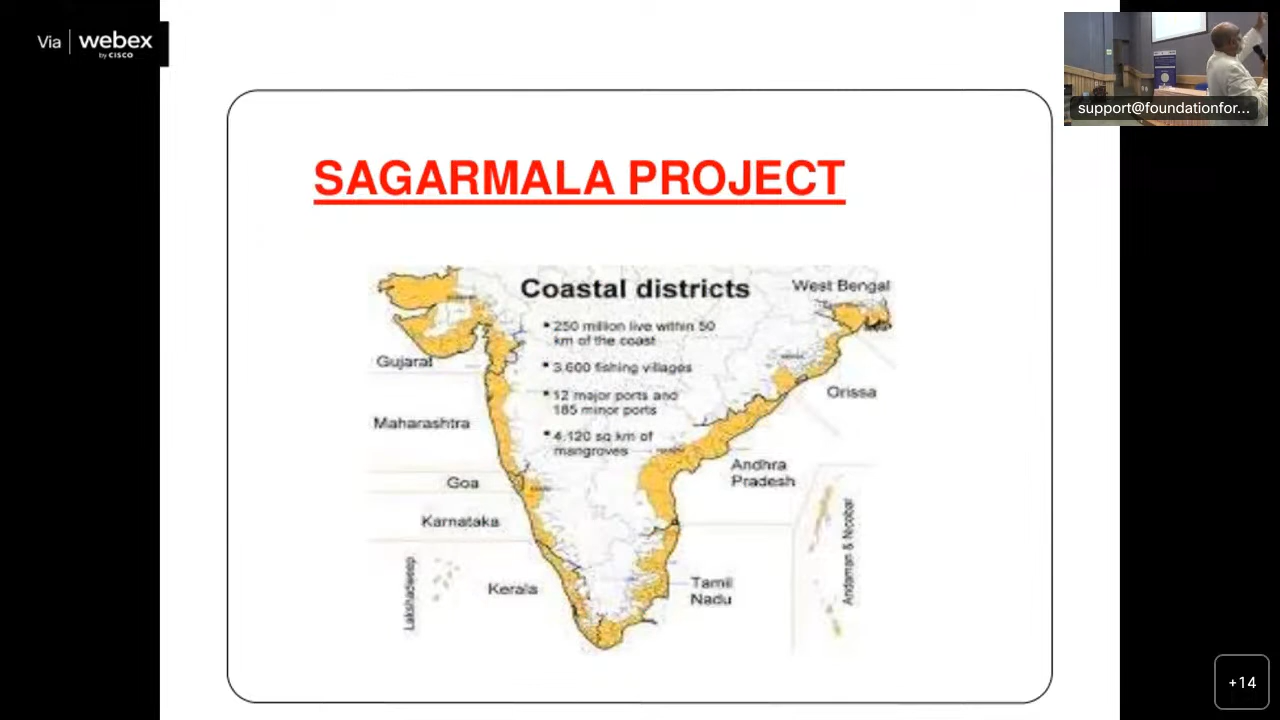 Via | webex
by CISCO
support@foundationfor...
SAGARMALA PROJECT
Coastal districts
West Bengal
▪ 250 million live within 50
km of the coast
Gujarat
▪ 3,600 fishing villages
Orissa
▪ 12 major ports and
185 minor ports
Maharashtra
▪ 4,120 sq km of
mangroves
Andhra
Pradesh
Goa
Karnataka
Andaman & Nicobar
Lakshadweep
Kerala
Tamil
Nadu
+14